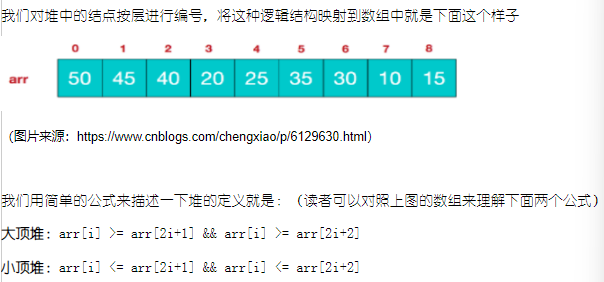 我们对堆中的结点按层进行编号，将这种逻辑结构映射到数组中就是下面这个样子
0 1 2 3 4 5 6 7 8
arr 50 45 40 20 25 35 30 10 15
（图片来源：https://www.cnblogs.com/chengxiao/p/6129630.html）
我们用简单的公式来描述一下堆的定义就是：（读者可以对照上图的数组来理解下面两个公式）
大顶堆：arr[i] >= arr[2i+1] && arr[i] >= arr[2i+2]
小顶堆：arr[i] <= arr[2i+1] && arr[i] <= arr[2i+2]